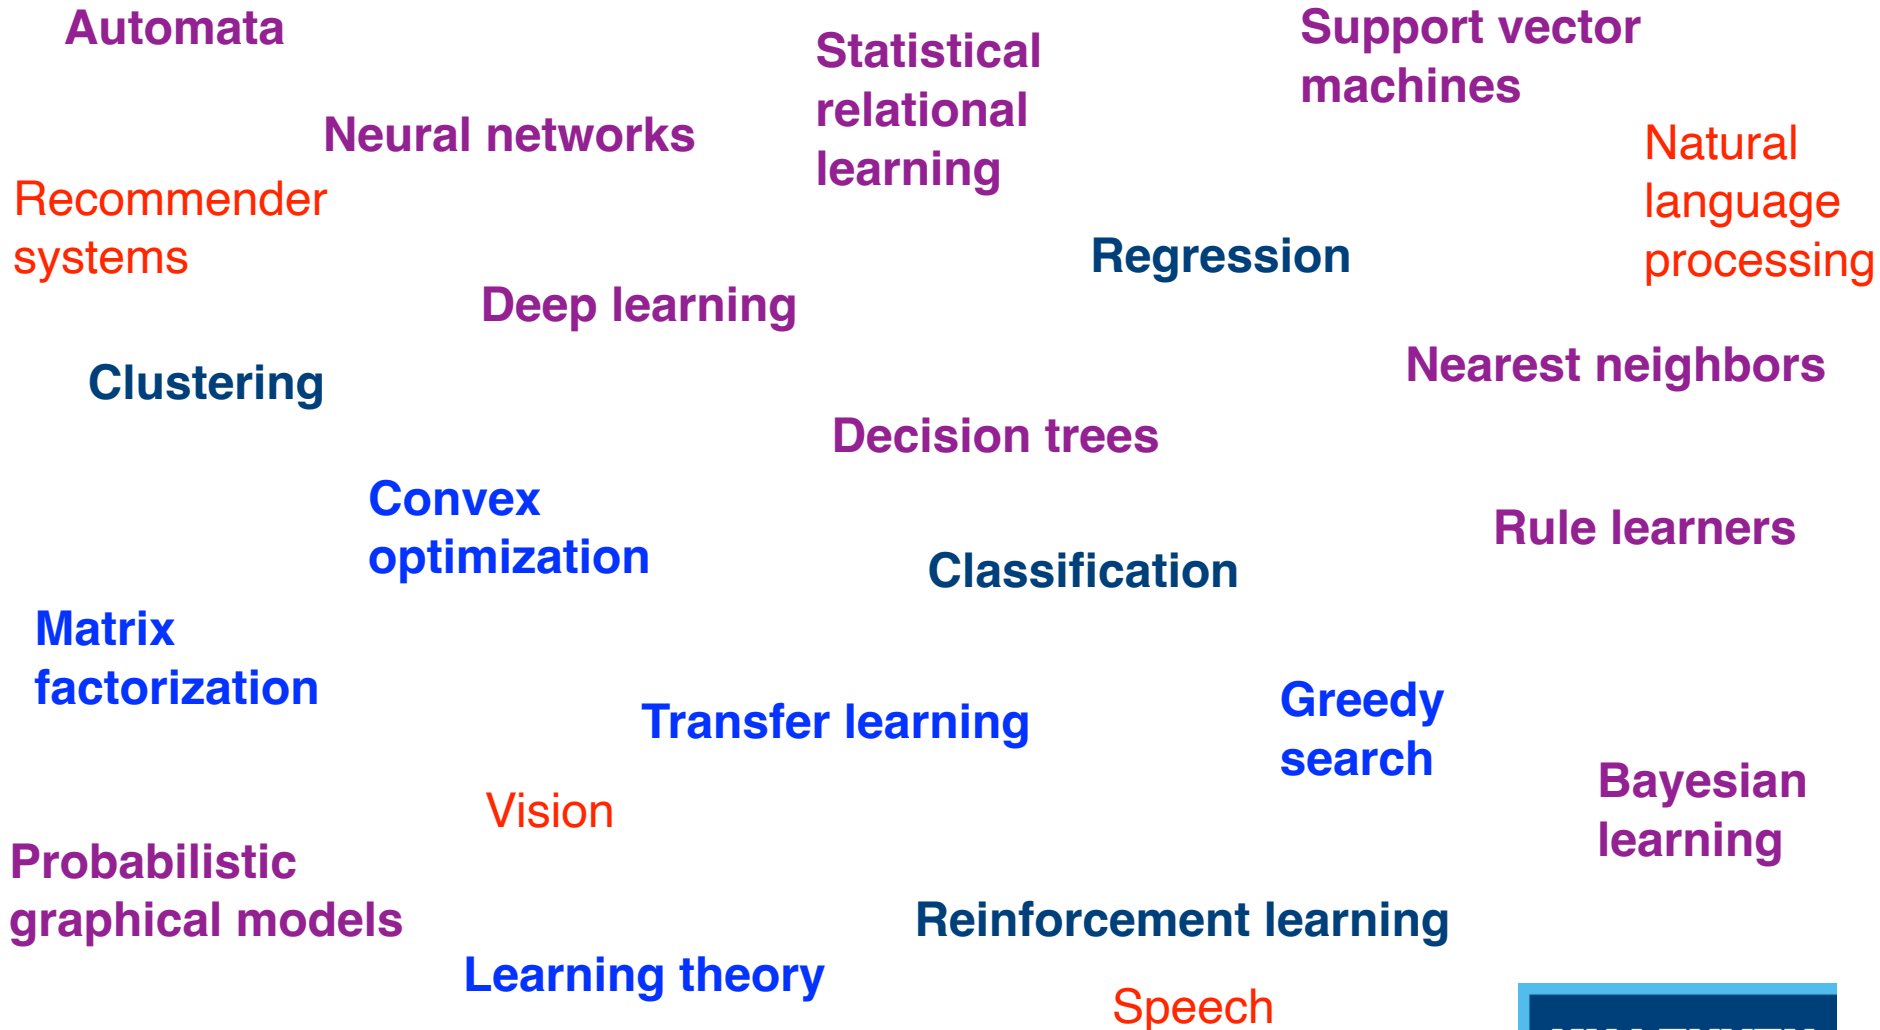 Automata
Statistical
relational
learning
Support vector
machines
Neural networks
Natural
language
processing
Recommender
systems
Regression
Deep learning
Nearest neighbors
Clustering
Decision trees
Convex
optimization
Rule learners
Classification
Matrix
factorization
Transfer learning
Greedy
search
Bayesian
learning
Vision
Probabilistic
graphical models
Reinforcement learning
Learning theory
Speech